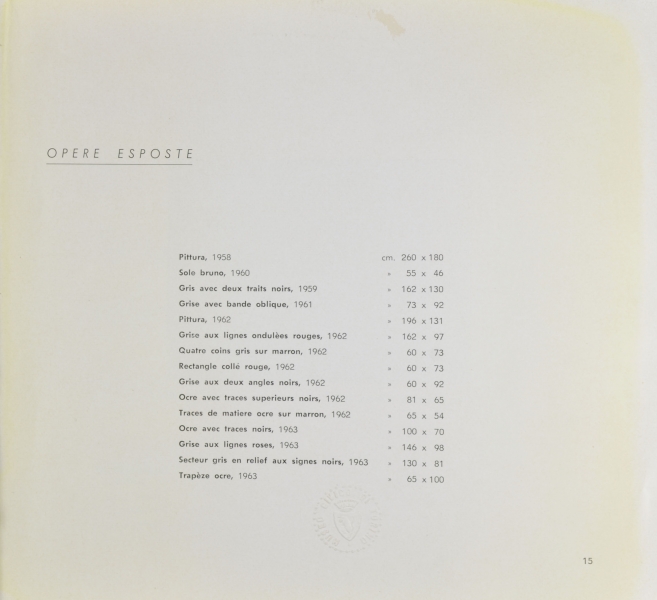 OPERE ESPOSTE
Pittura, 1958 cm. 260 x 180
Sole bruno, 1960 » 55 x 46
Gris avec deux traits noirs, 1959 » 162 x 130
Grise avec bande oblique, 1961 » 73 x 92
Pittura, 1962 » 196 x 131
Grise aux lignes ondulèes rouges, 1962 » 162 x 97
Quatre coins gris sur marron, 1962 » 60 x 73
Rectangle collé rouge, 1962 » 60 x 73
Grise aux deux angles noirs, 1962 » 60 x 92
Ocre avec traces superieurs noirs, 1962 » 81 x 65
Traces de matiere ocre sur marron, 1962 » 65 x 54
Ocre avec traces noirs, 1963 » 100 x 70
Grise aux lignes roses, 1963 » 146 x 98
Secteur gris en relief aux signes noirs, 1963 » 130 x 81
Trapèze ocre, 1963 » 65 x 100
15